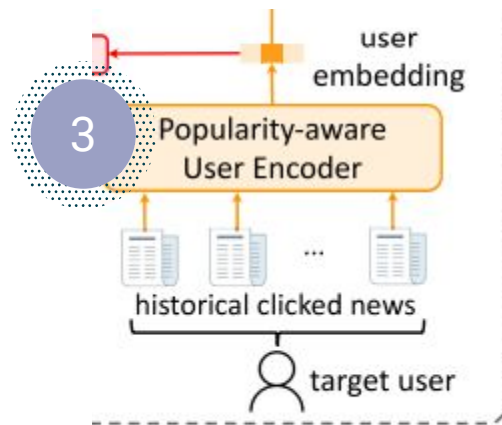 user
embedding
3
Popularity-aware
User Encoder
...
historical clicked news
target user